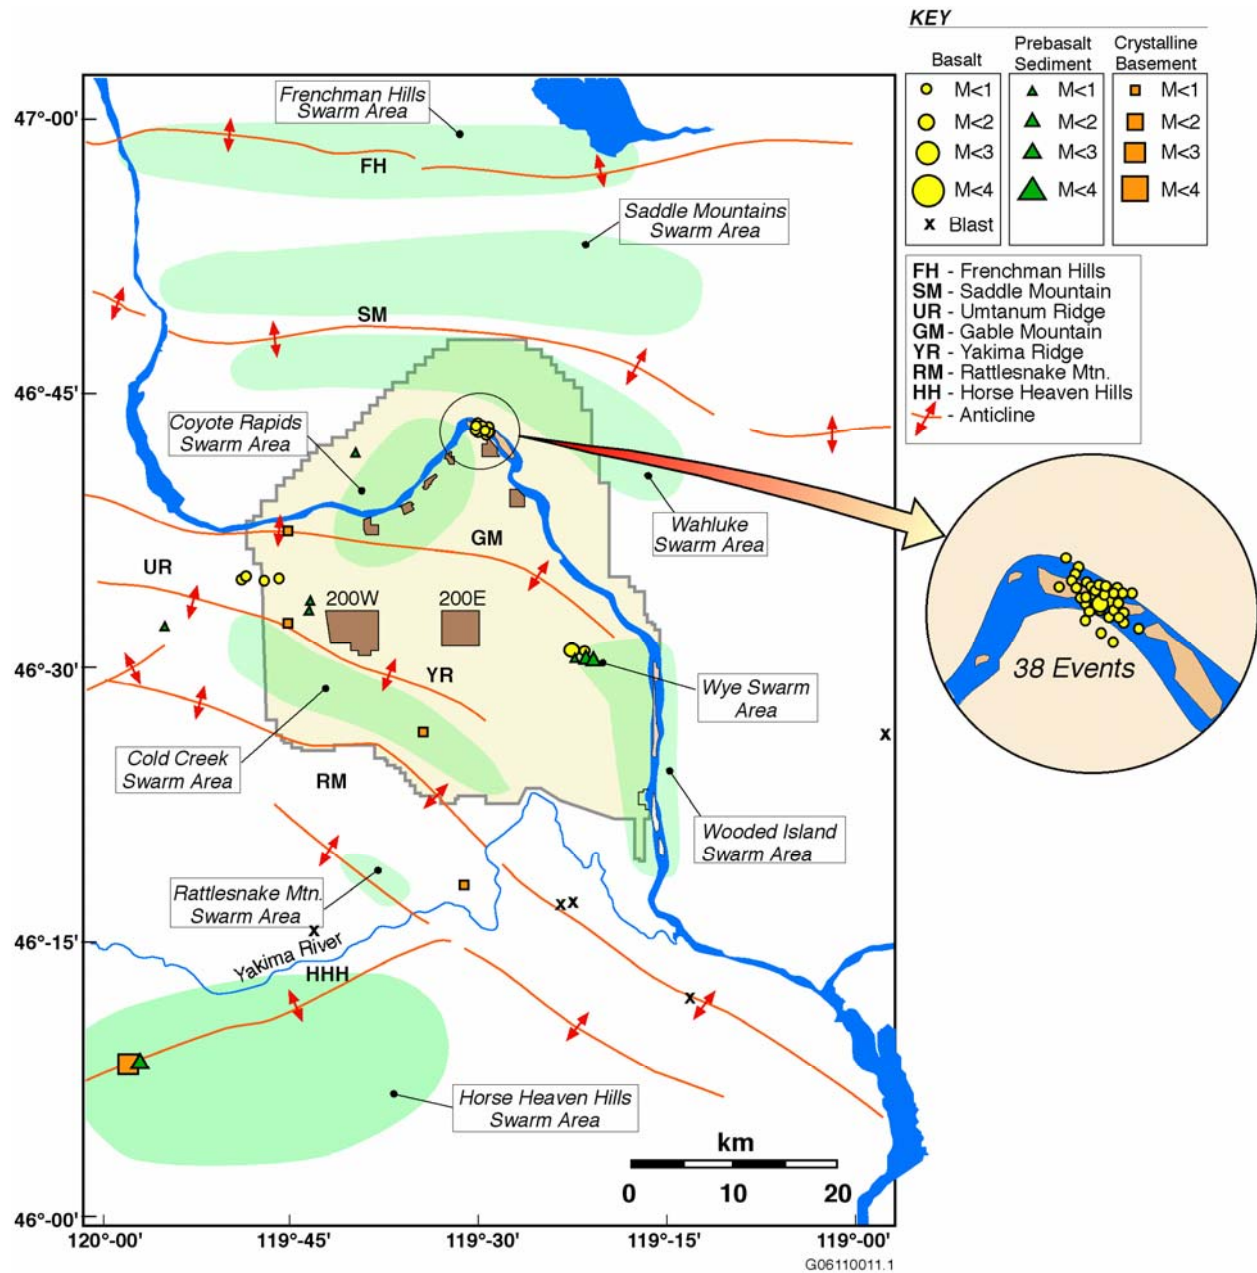 KEY
Basalt
Prebasalt
Sediment
Crystalline
Basement
M<1
M<1
M<1
M<2
M<2
M<2
M<3
M<3
M<3
M<4
M<4
M<4
x Blast
FH - Frenchman Hills
SM - Saddle Mountain
UR - Umtanum Ridge
GM - Gable Mountain
YR - Yakima Ridge
RM - Rattlesnake Mtn.
HH - Horse Heaven Hills
- Anticline
47°-00'
46°-45'
46°-30'
46°-15'
46°-00'
Frenchman Hills
Swarm Area
FH
Saddle Mountains
Swarm Area
SM
Coyote Rapids
Swarm Area
Wahluke
Swarm Area
GM
UR
200W
200E
YR
Wye Swarm
Area
38 Events
x
Cold Creek
Swarm Area
RM
Wooded Island
Swarm Area
Rattlesnake Mtn.
Swarm Area
x x
x
Yakima River
HHH
x
Horse Heaven Hills
Swarm Area
km
0 10 20
120°-00'
119°-45'
119°-30'
119°-15'
119°-00'
G06110011.1